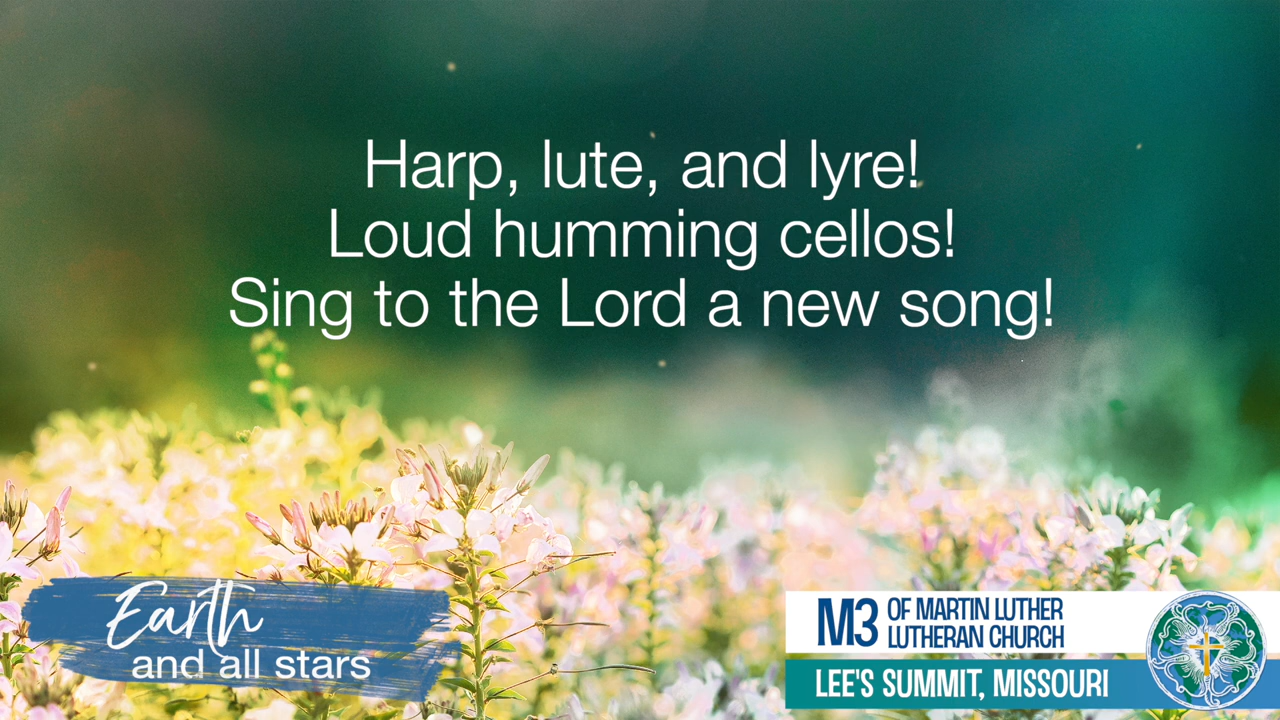 Harp, lute, and lyre!
Loud humming cellos!
Sing to the Lord a new song!
Earth
and all stars
M3 OF MARTIN LUTHER
LUTHERAN CHURCH
LEE'S SUMMIT, MISSOURI